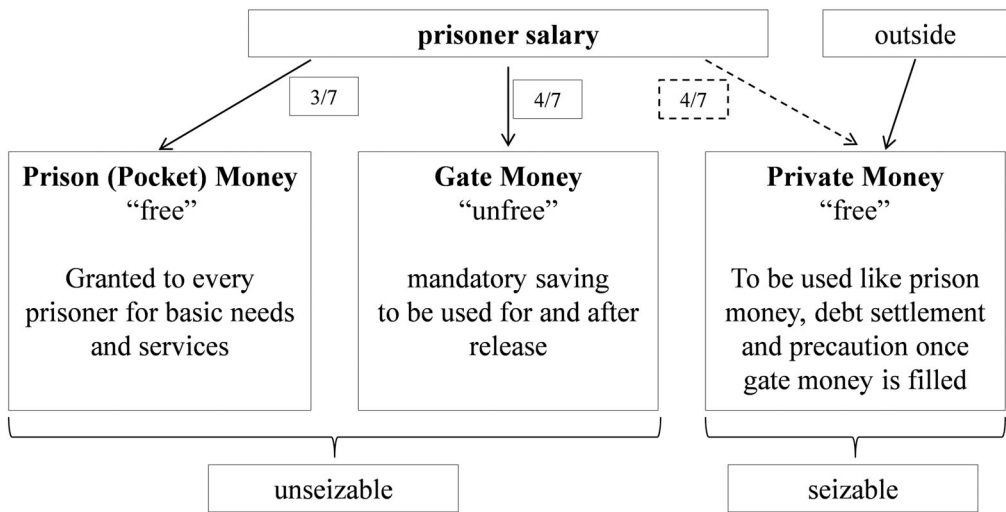 prisoner salary
outside
3/7
4/7
4/7
Prison (Pocket) Money
“free”
Granted to every
prisoner for basic needs
and services
Gate Money
“unfree”
mandatory saving
to be used for and after
release
Private Money
“free”
To be used like prison
money, debt settlement
and precaution once
gate money is filled
unseizable
seizable